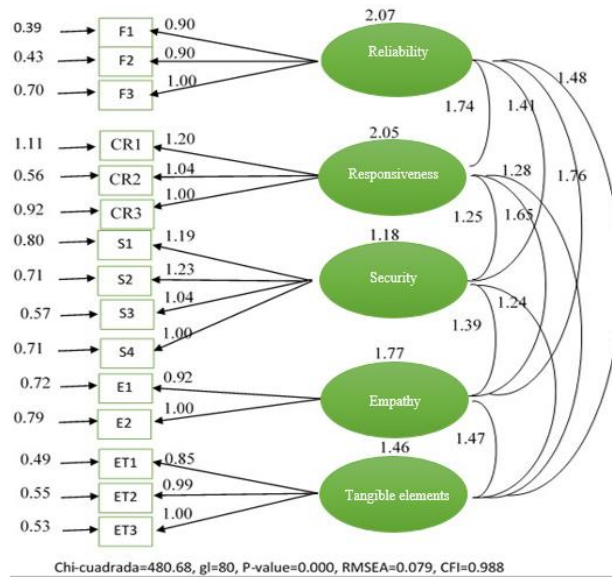 2.07
0.39 F1 0.90
0.43 F2 0.90 Reliability
0.70 F3 1.00
1.48
1.74 1.41
2.05
1.11 CR1 1.20
0.56 CR2 1.04 Responsiveness 1.28 1.76
0.92 CR3 1.00
1.25 1.65
0.80 S1 1.19 1.18
0.71 S2 1.23 Security
0.57 S3 1.04 1.24
0.71 S4 1.00
1.39
1.77
0.72 E1 0.92
0.79 E2 1.00 Empathy
1.47
1.46
0.49 ET1 0.85
0.55 ET2 0.99 Tangible elements
0.53 ET3 1.00
Chi-cuadrada=480.68, gl=80, P-value=0.000, RMSEA=0.079, CFI=0.988